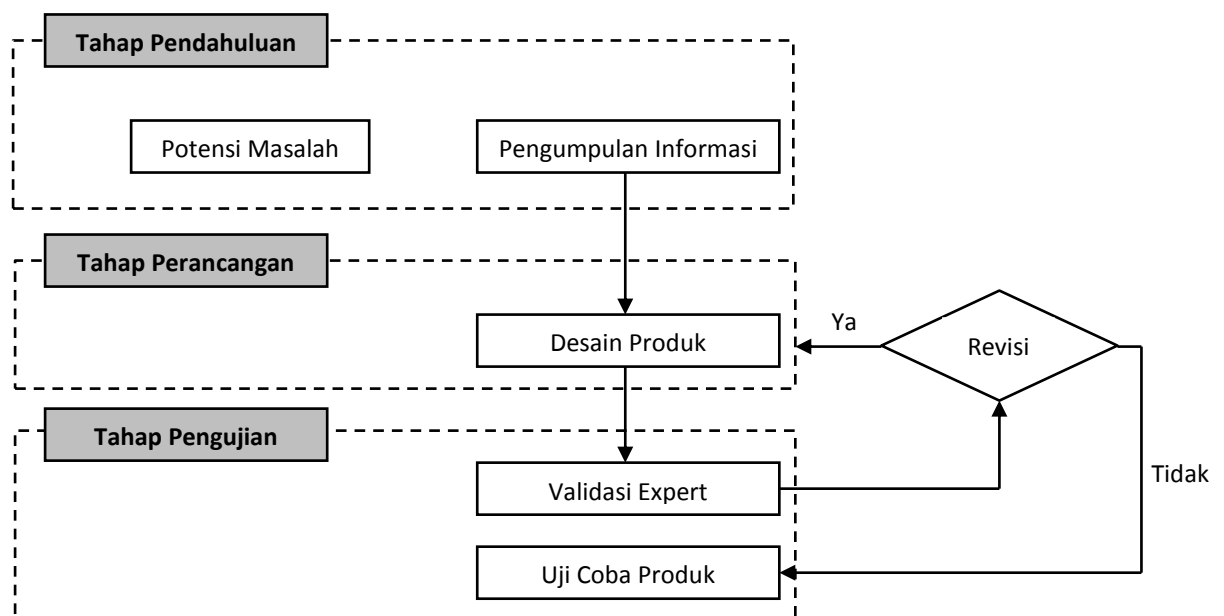 Tahap Pendahuluan
Potensi Masalah
Pengumpulan Informasi
Tahap Perancangan
Desain Produk
Ya
Revisi
Tahap Pengujian
Validasi Expert
Tidak
Uji Coba Produk